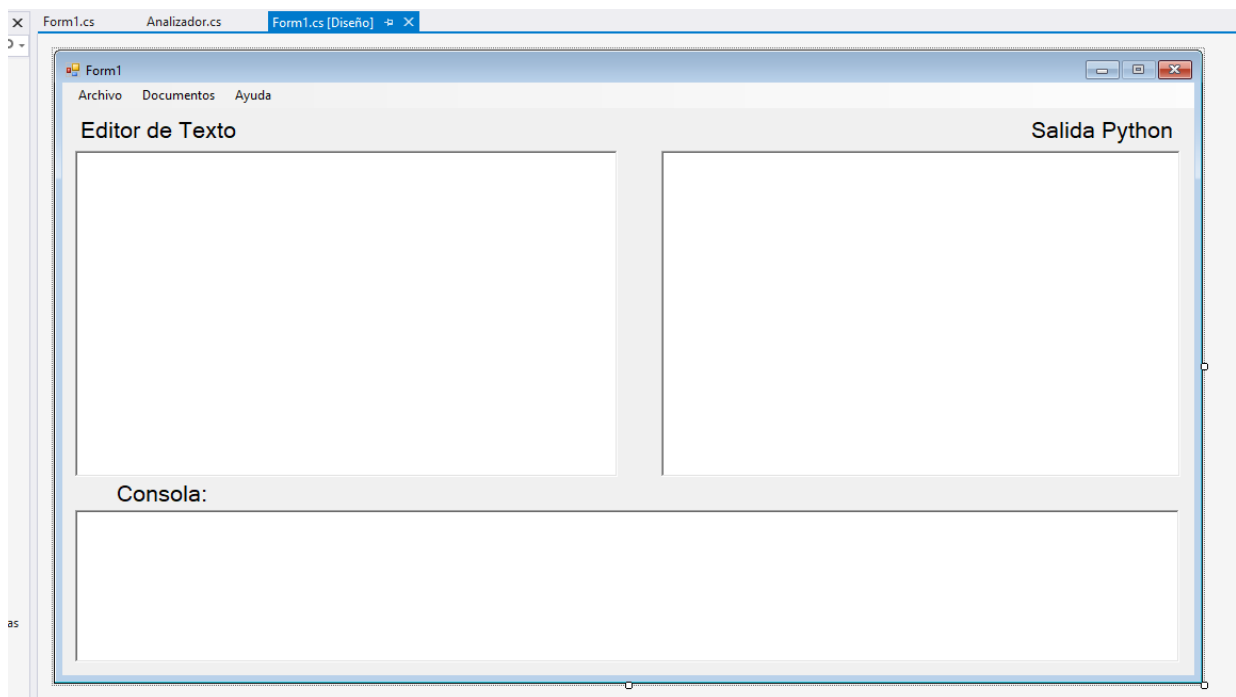 Form1.cs Analizador.cs Form1.cs [Diseño]
Form1
Archivo Documentos Ayuda
Editor de Texto Salida Python
Consola:
as